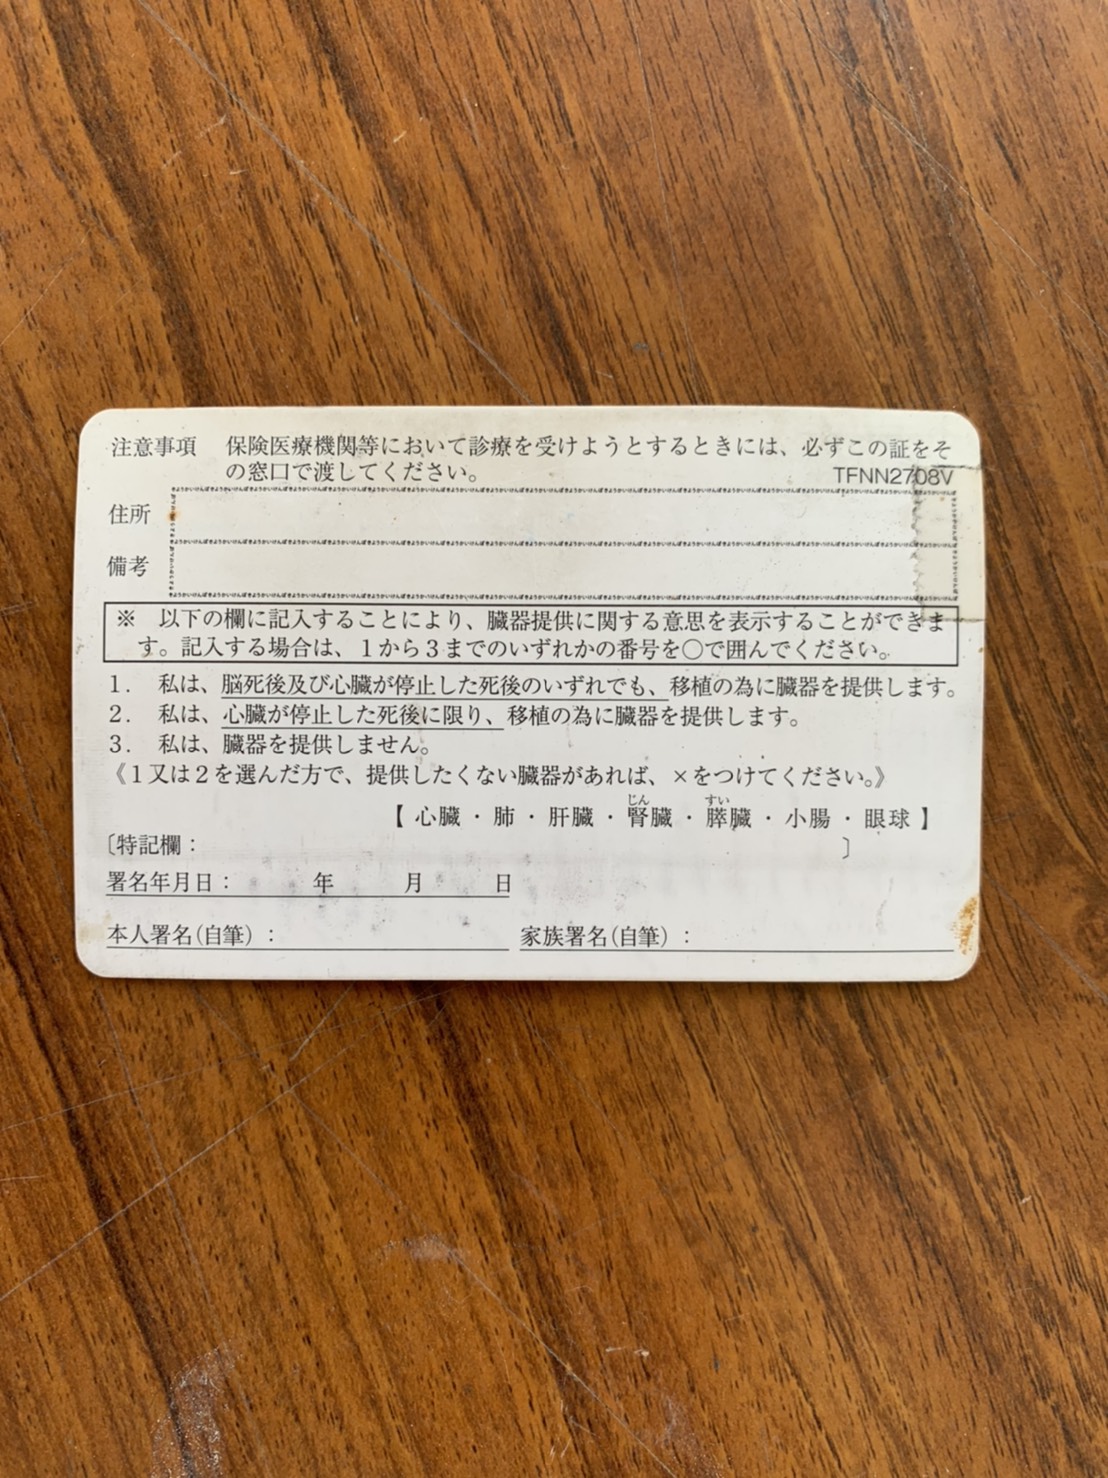 注意事項 保険医療機関等において診療を受けようとするときには、必ずこの証をそ
の窓口で渡してください。 TFNN2708V
住所
備考
※ 以下の欄に記入することにより、臓器提供に関する意思を表示することができま
す。記入する場合は、1から3までのいずれかの番号を○で囲んでください。
1. 私は、脳死後及び心臓が停止した死後のいずれでも、移植の為に臓器を提供します。
2. 私は、心臓が停止した死後に限り、移植の為に臓器を提供します。
3. 私は、臓器を提供しません。
《1又は2を選んだ方で、提供したくない臓器があれば、×をつけてください。》
じん すい
【 心臓 ・ 肺 ・ 肝臓 ・ 腎臓 ・ 膵臓 ・ 小腸 ・ 眼球 】
〔特記欄： 〕
署名年月日： 年 月 日
本人署名(自筆) ： 家族署名(自筆) ：